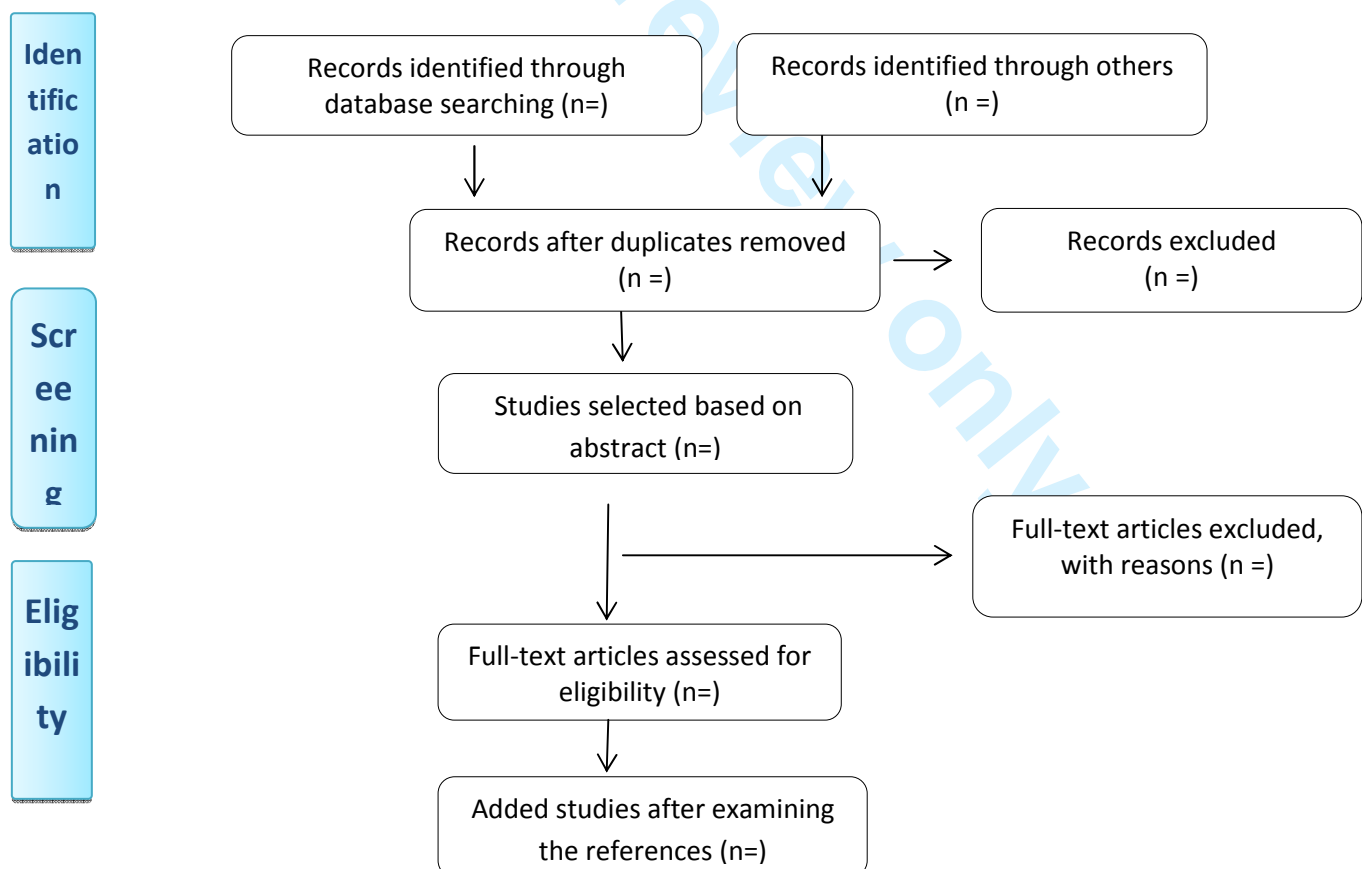 Iden
tific
atio
n
Records identified through
database searching (n=)
Records identified through others
(n =)
Records after duplicates removed
(n =)
Records excluded
(n =)
Scr
ee
nin
g
Studies selected based on
abstract (n=)
Full-text articles excluded,
with reasons (n =)
Elig
ibili
ty
Full-text articles assessed for
eligibility (n=)
Added studies after examining
the references (n=)
review only